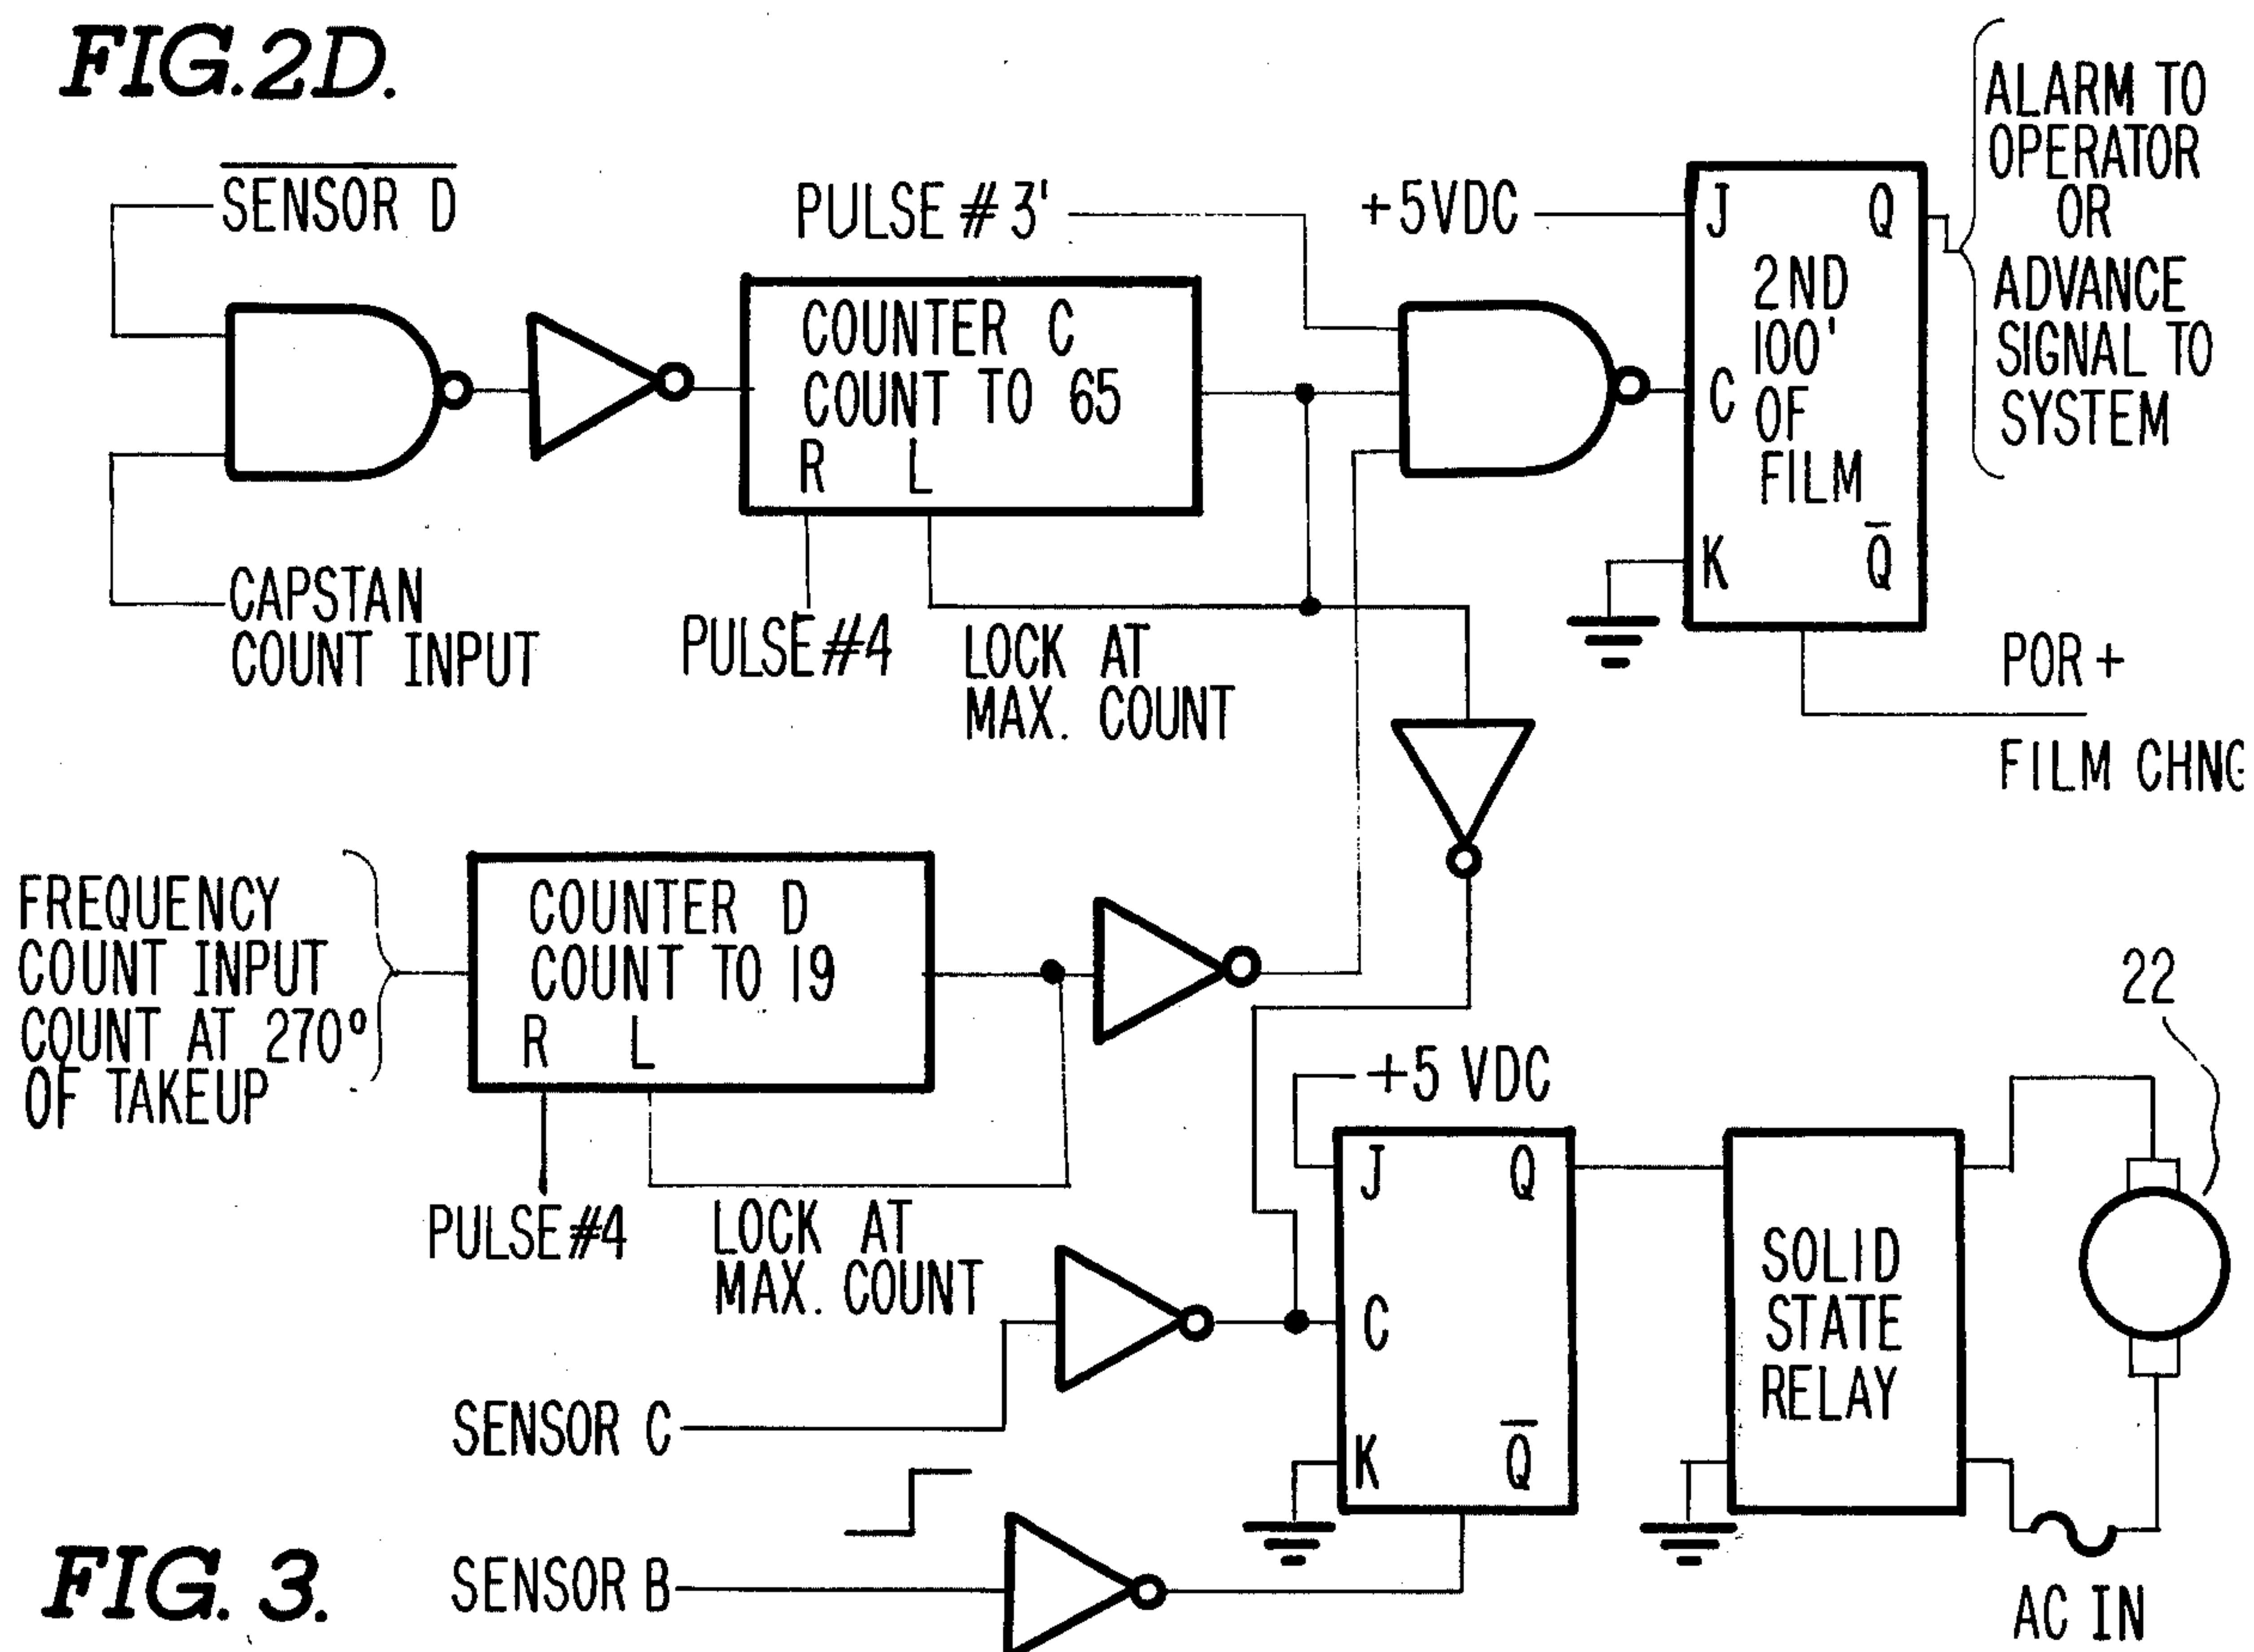 FIG.2D.
SENSOR D
CAPSTAN
COUNT INPUT
PULSE #3'
COUNTER C
COUNT TO 65
R L
PULSE #4
LOCK AT
MAX. COUNT
+5VDC
J Q
2ND
100'
C OF
FILM
K Q̅
ALARM TO
OPERATOR
OR
ADVANCE
SIGNAL TO
SYSTEM
POR +
FILM CHNG
FREQUENCY
COUNT INPUT
COUNT AT 270°
OF TAKEUP
COUNTER D
COUNT TO 19
R L
PULSE #4
LOCK AT
MAX. COUNT
+5 VDC
J Q
C
K Q̅
SOLID
STATE
RELAY
22
AC IN
SENSOR C
SENSOR B
FIG. 3.